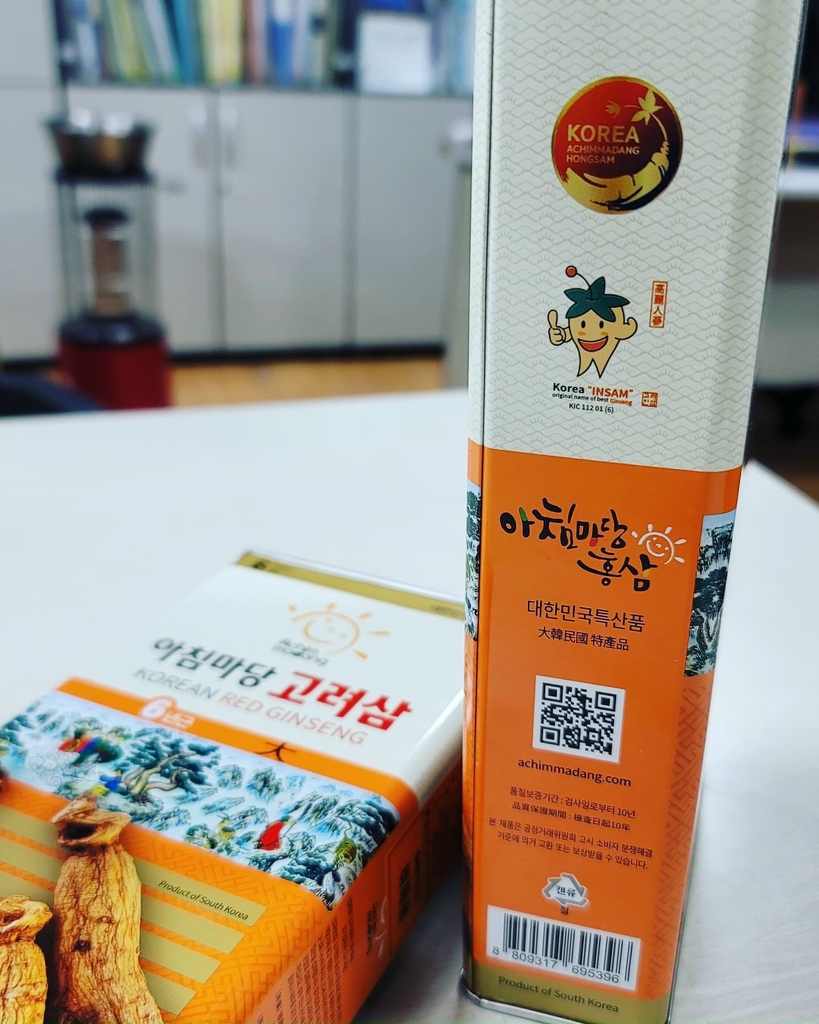 KOREA
ACHIMMADANG
HONGSAM
高麗人蔘
Korea "INSAM"
original name of best Ginseng
KIC 112 01 (6)
아침마당
홍삼
대한민국특산품
大韓民國 特產品
achimmadang.com
품질보증기간 : 검사일로부터 10년
品質保證期間 : 檢查日起10年
본 제품은 공정거래위원회 고시 소비자 분쟁해결
기준에 의거 교환 또는 보상받을 수 있습니다.
캔류
철
8 809317 695396
Product of South Korea
아침마당 고려삼
KOREAN RED GINSENG
6년근
大
Product of South Korea